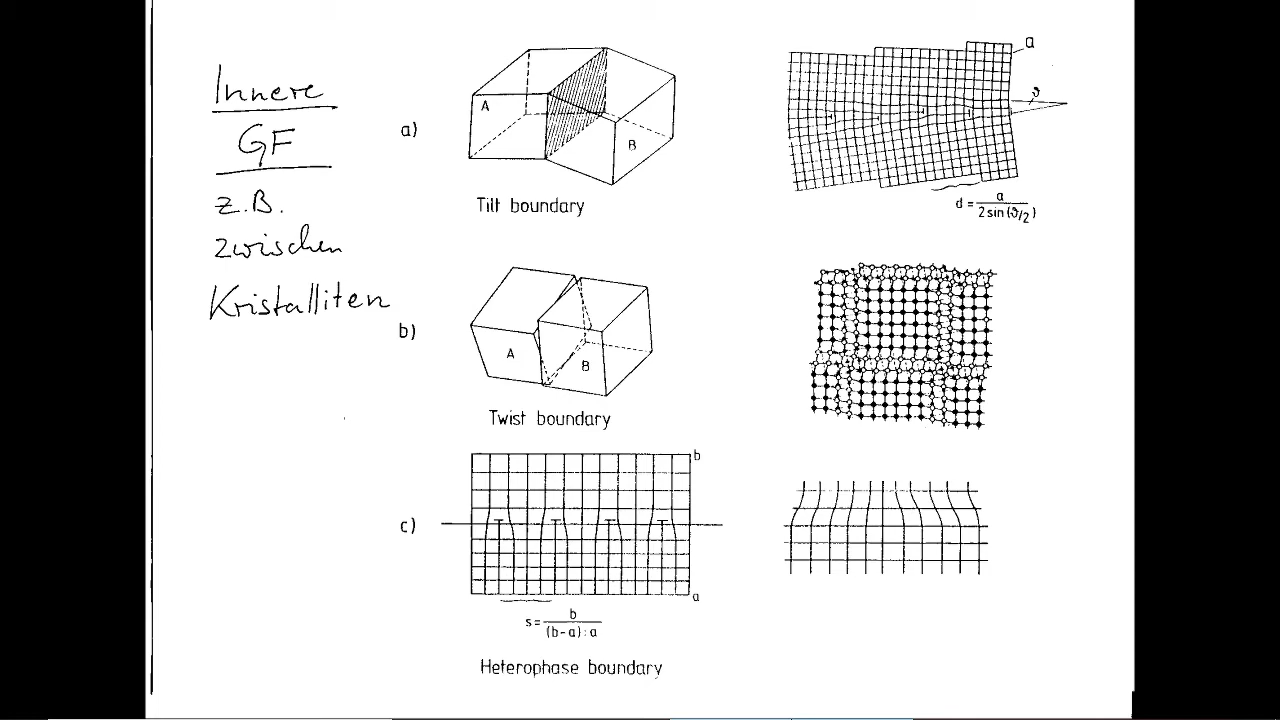 Innere
GF
z.B.
zwischen
Kristalliten
a)
A
B
Tilt boundary
a
ϑ
d = a / 2 sin(ϑ/2)
b)
A
B
Twist boundary
c)
b
a
s = b / (b-a):a
Heterophase boundary